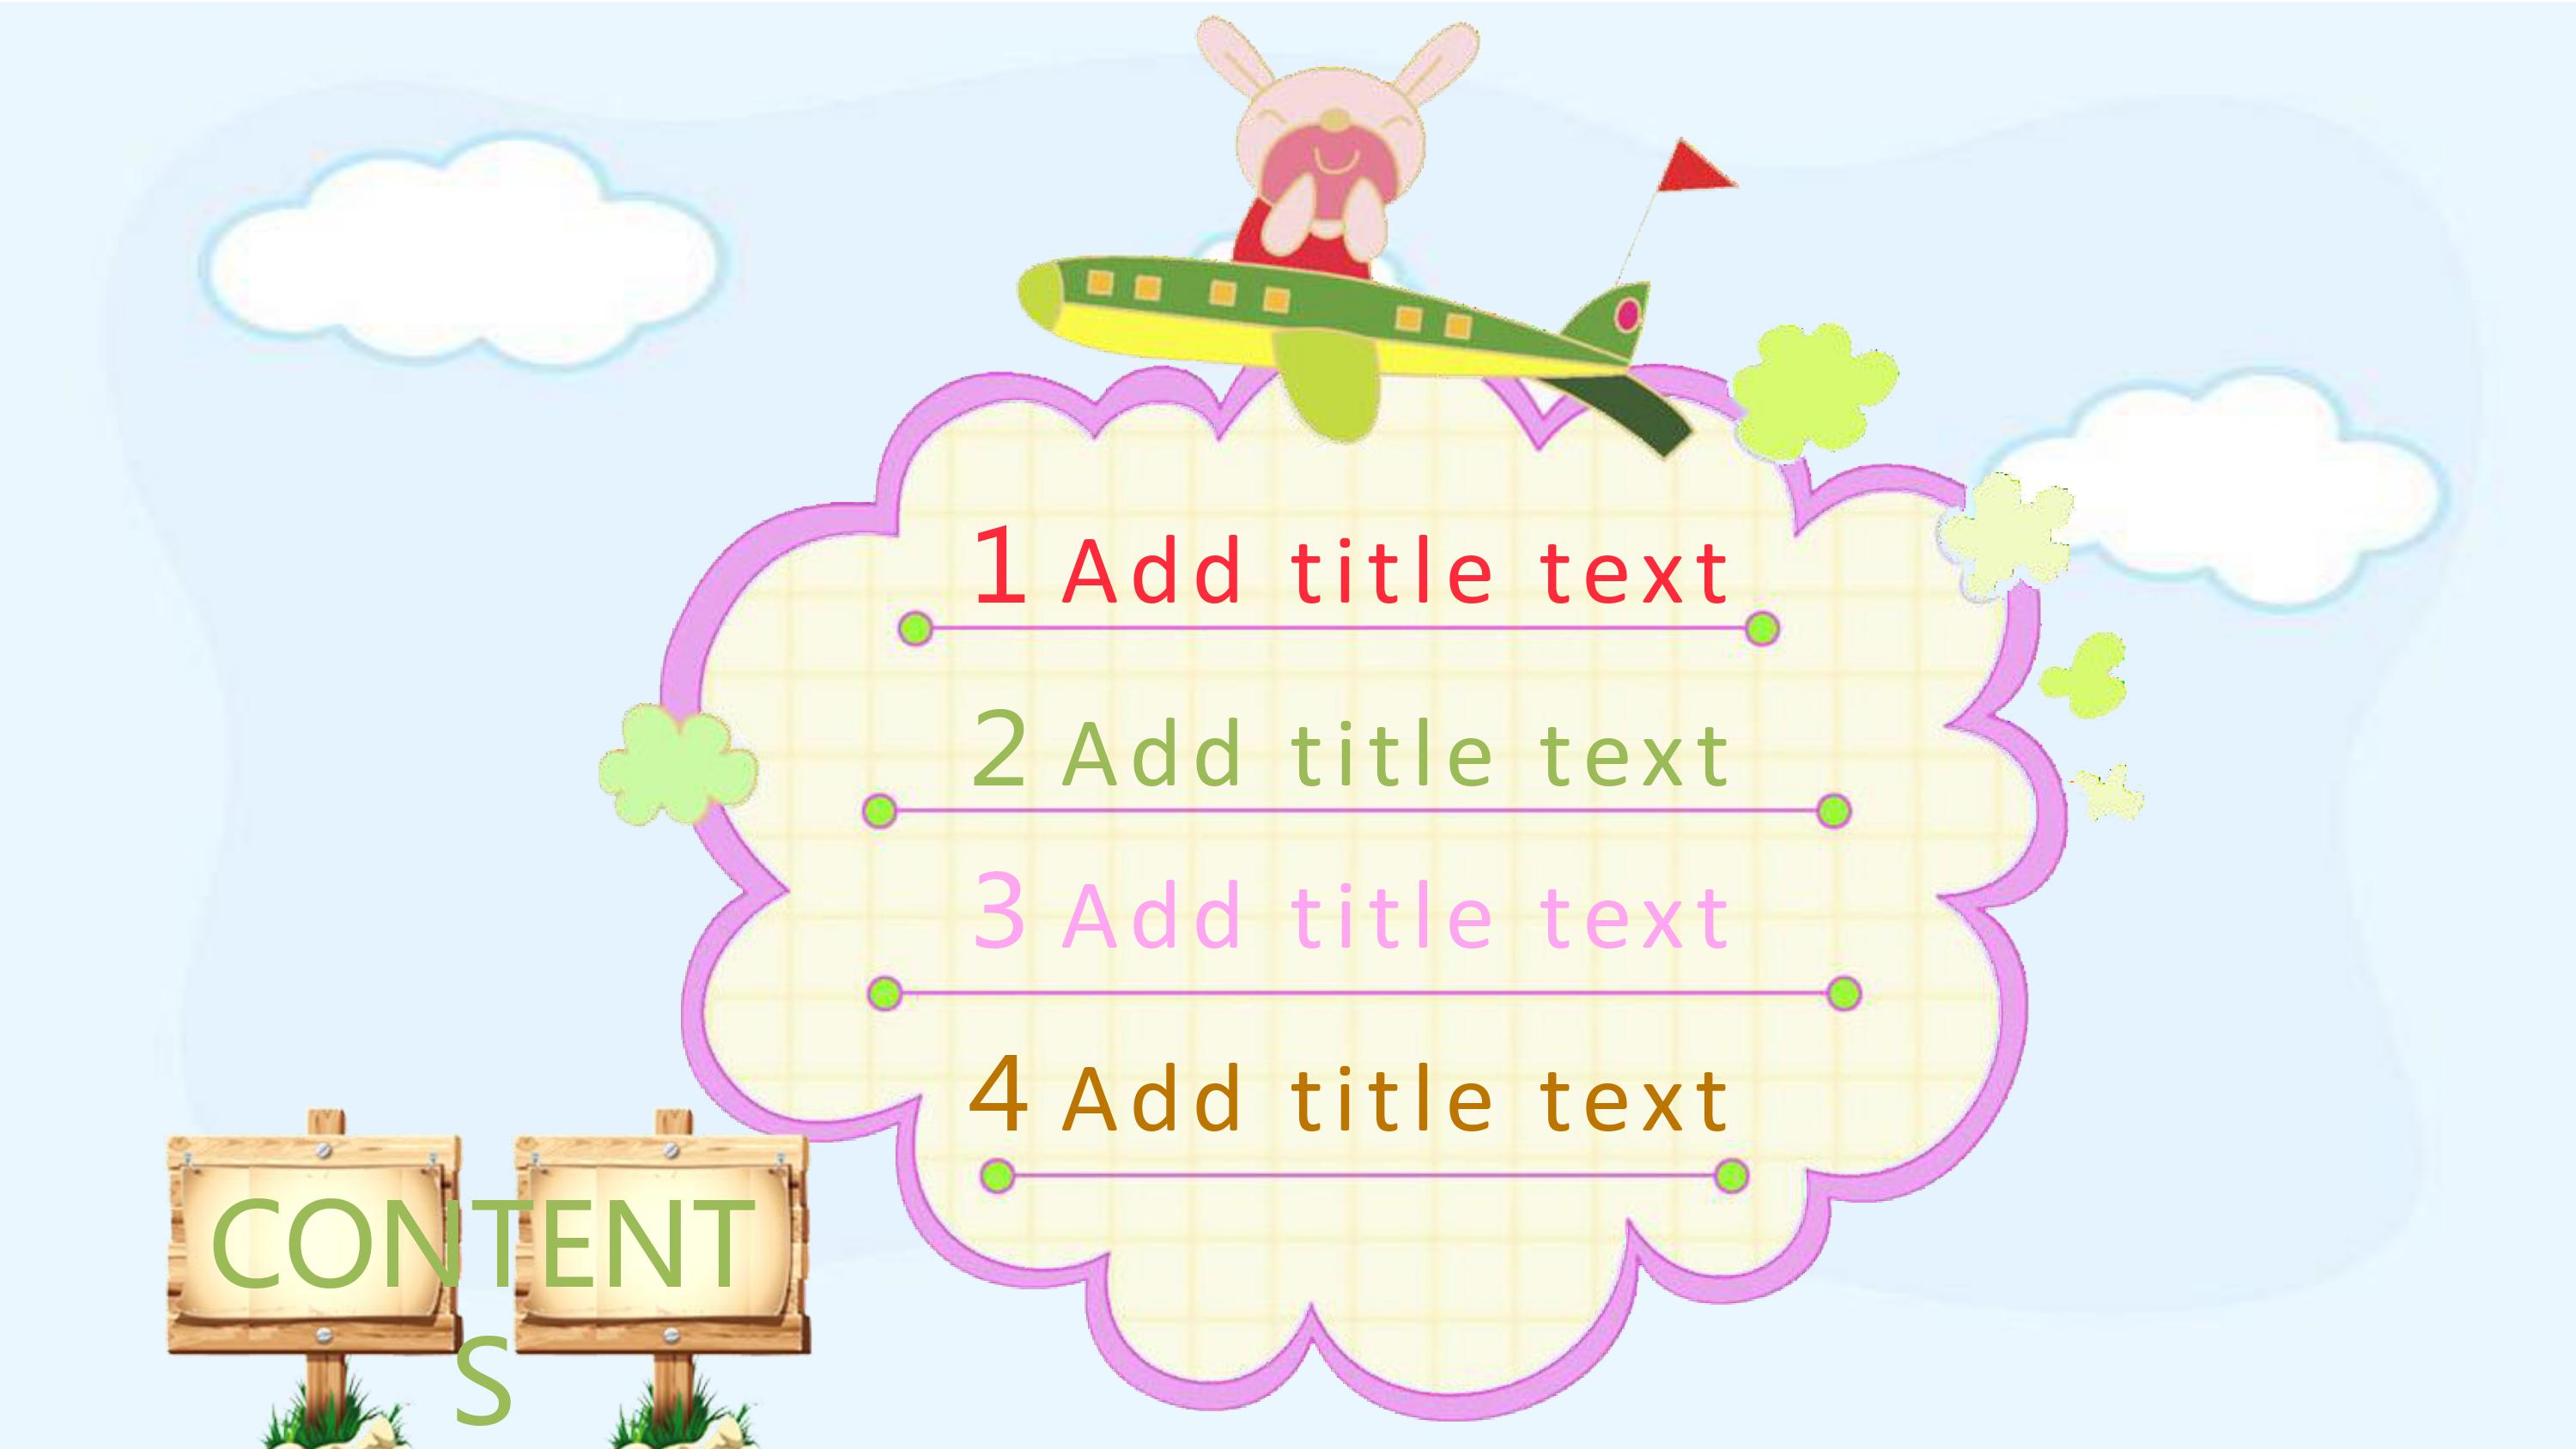 1 Add title text
2 Add title text
3 Add title text
4 Add title text
CONTENT
S